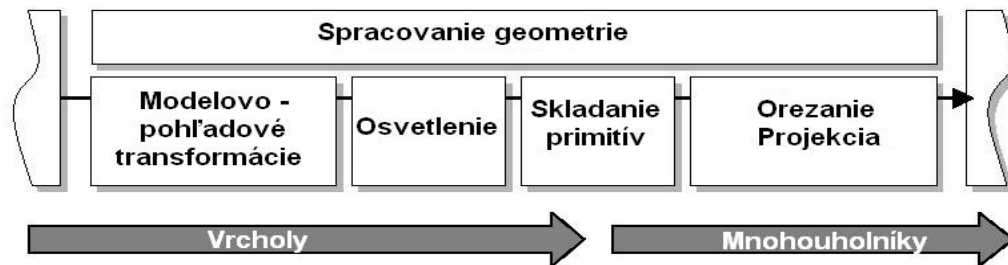 Spracovanie geometrie
Modelovo -
pohľadové
transformácie
Osvetlenie
Skladanie
primitív
Orezanie
Projekcia
Vrcholy
Mnohouholníky